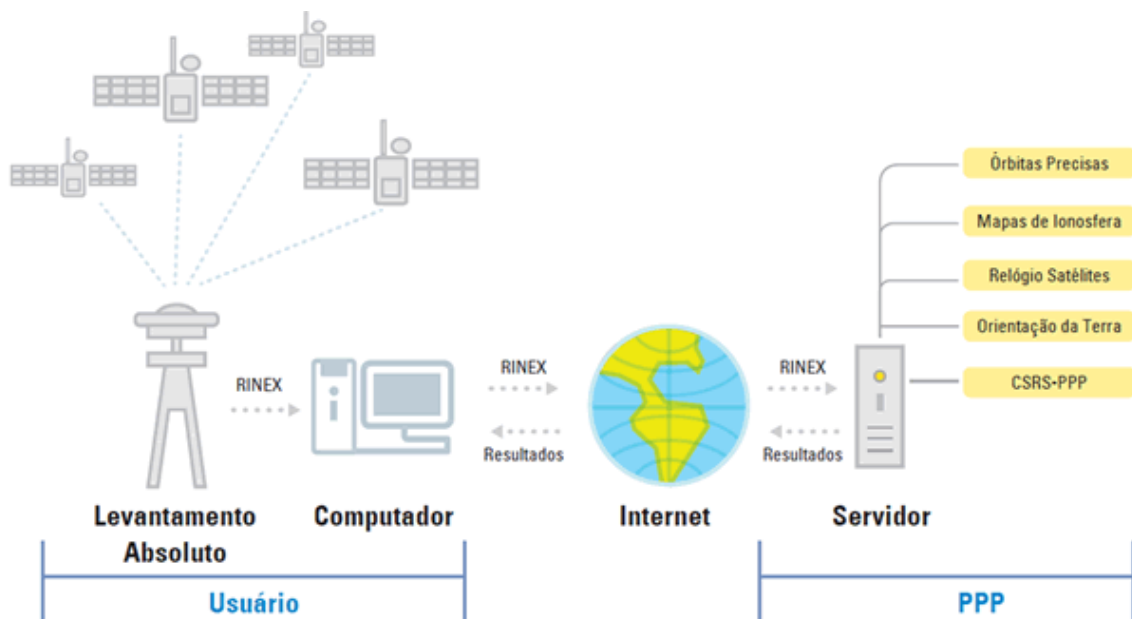 Órbitas Precisas
Mapas de Ionosfera
Relógio Satélites
Orientação da Terra
CSRS-PPP
RINEX
RINEX
RINEX
Resultados
Resultados
Levantamento
Absoluto
Computador
Internet
Servidor
Usuário
PPP